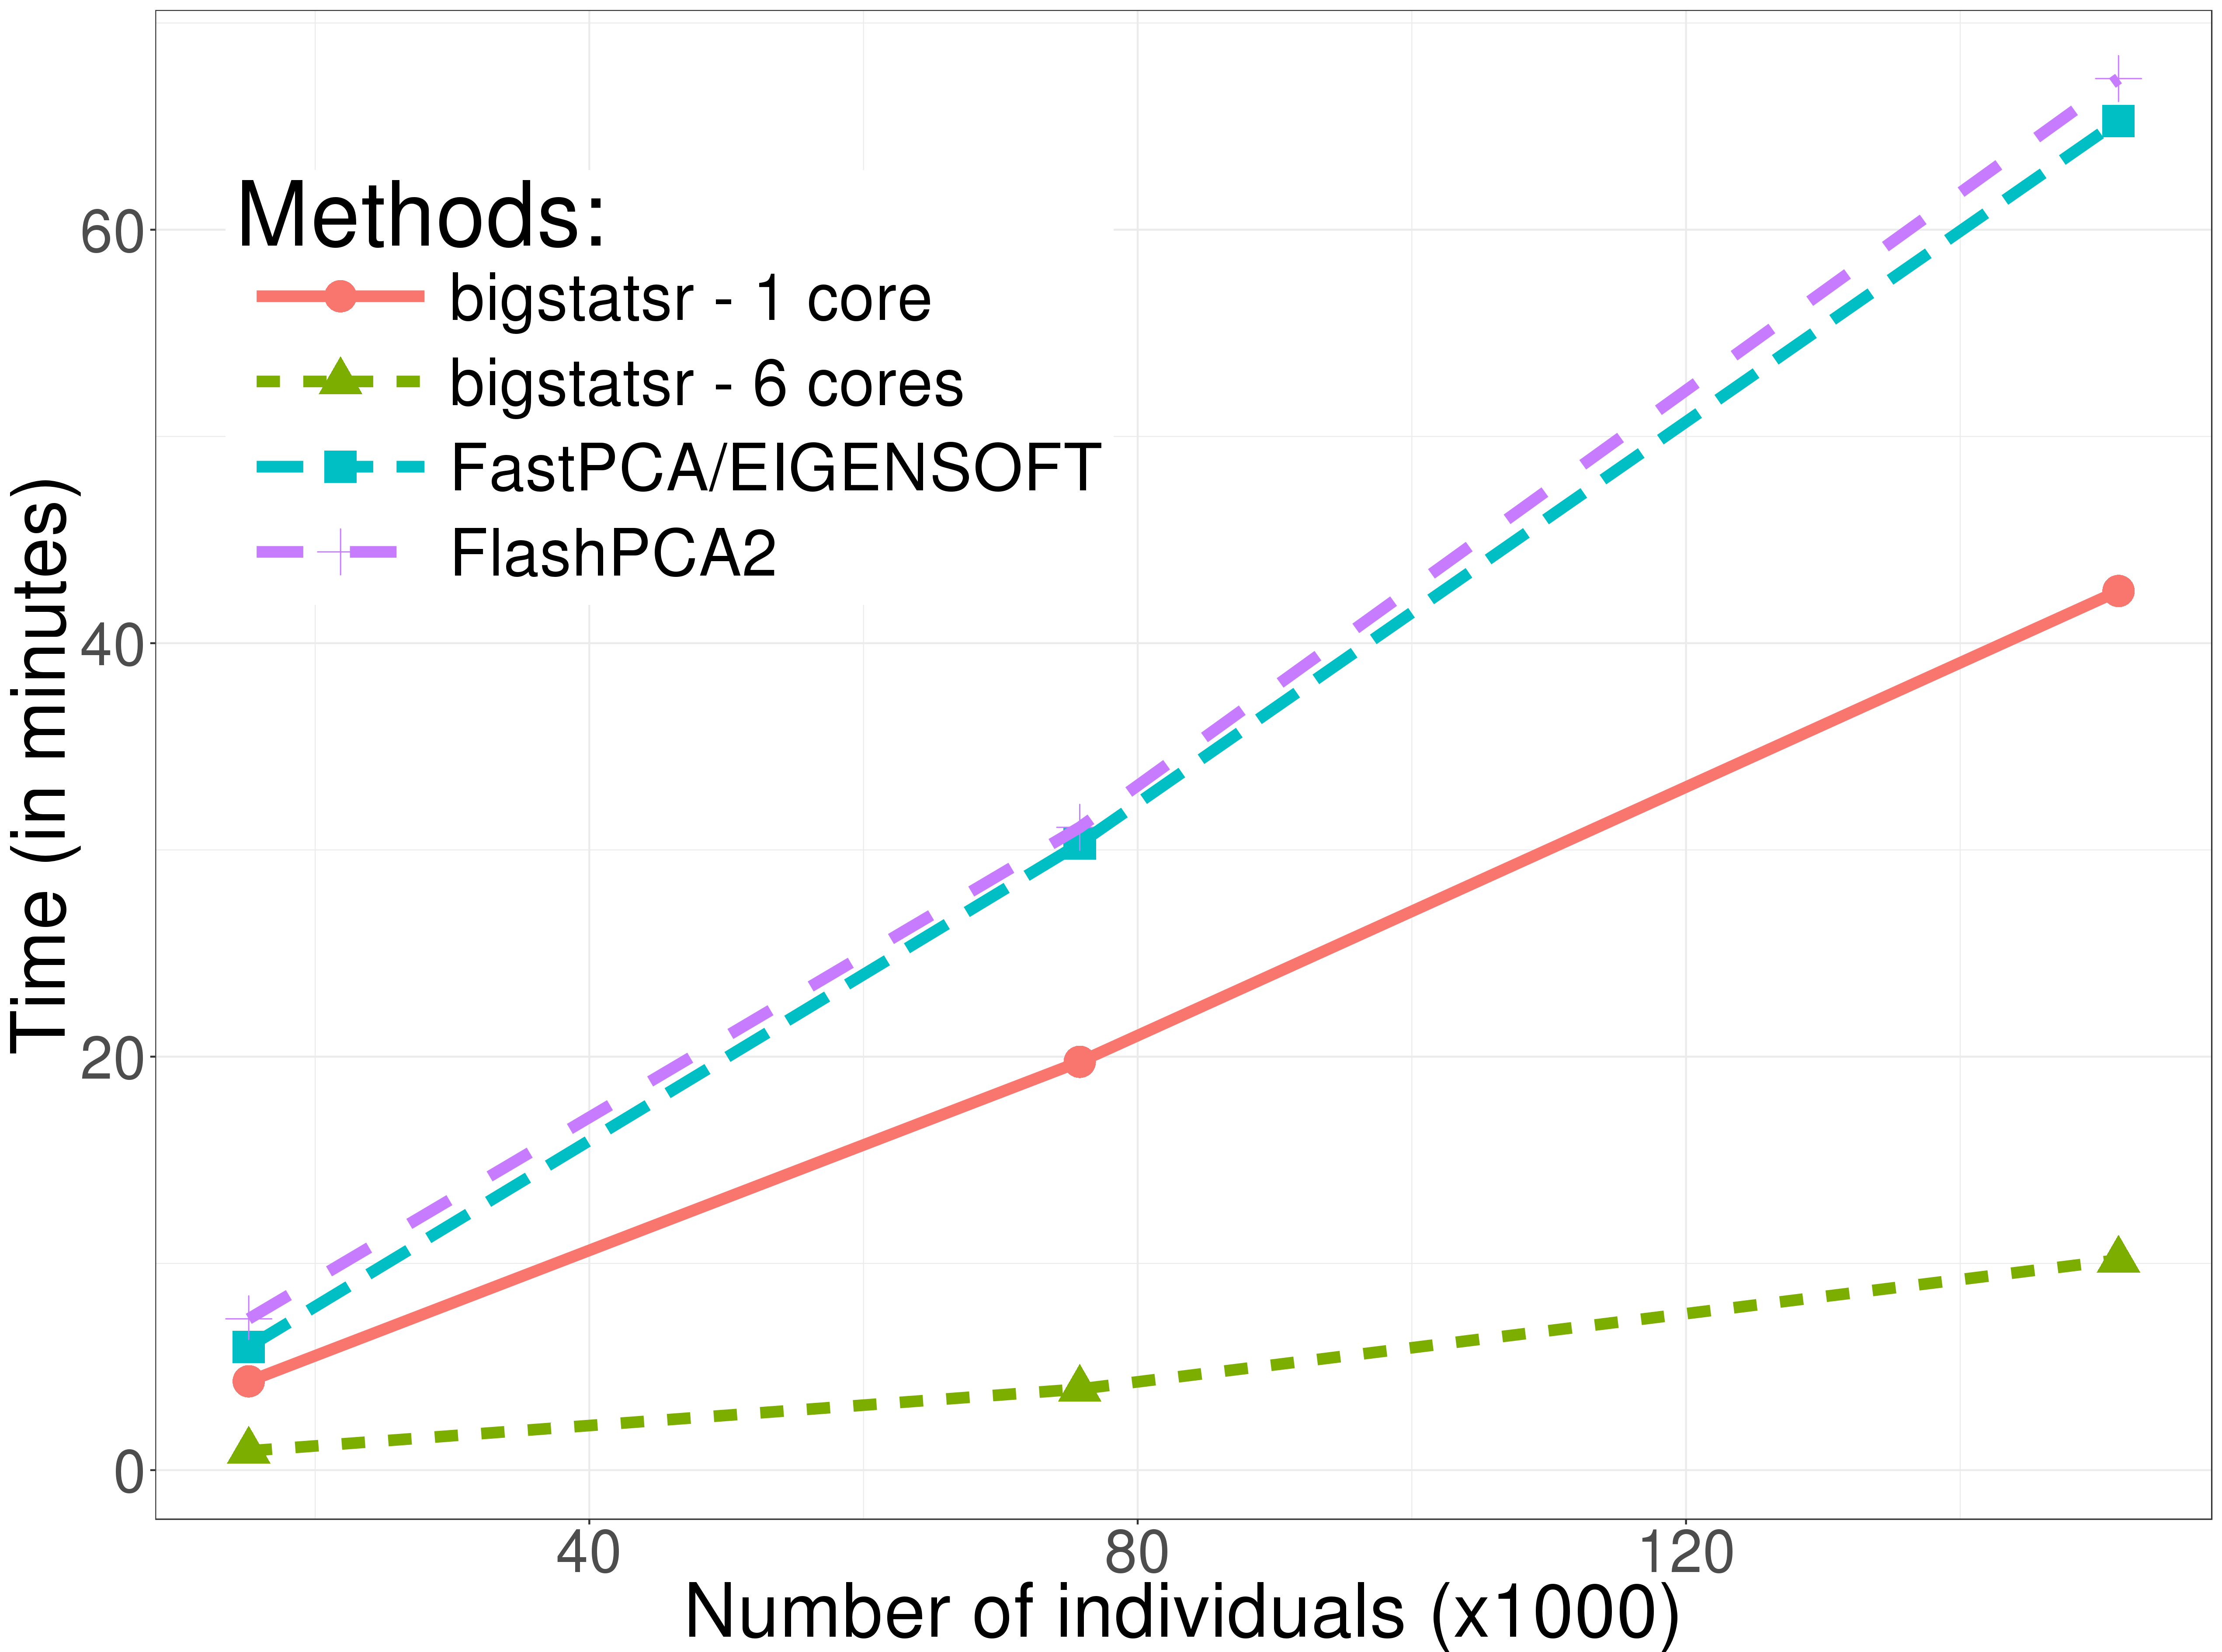 Methods:
bigstatsr - 1 core
bigstatsr - 6 cores
FastPCA/EIGENSOFT
FlashPCA2
Time (in minutes)
60
40
20
0
40 80 120
Number of individuals (x1000)